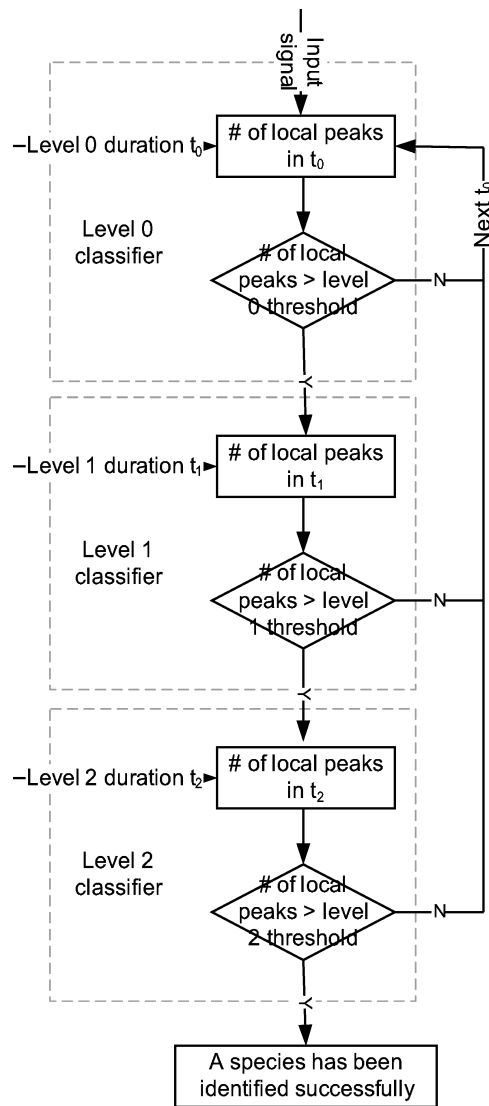 Input
signal
Level 0 duration t₀
# of local peaks
in t₀
Next t₀
Level 0
classifier
# of local
peaks > level
0 threshold
N
Y
Level 1 duration t₁
# of local peaks
in t₁
Level 1
classifier
# of local
peaks > level
1 threshold
N
Y
Level 2 duration t₂
# of local peaks
in t₂
Level 2
classifier
# of local
peaks > level
2 threshold
N
Y
A species has been
identified successfully